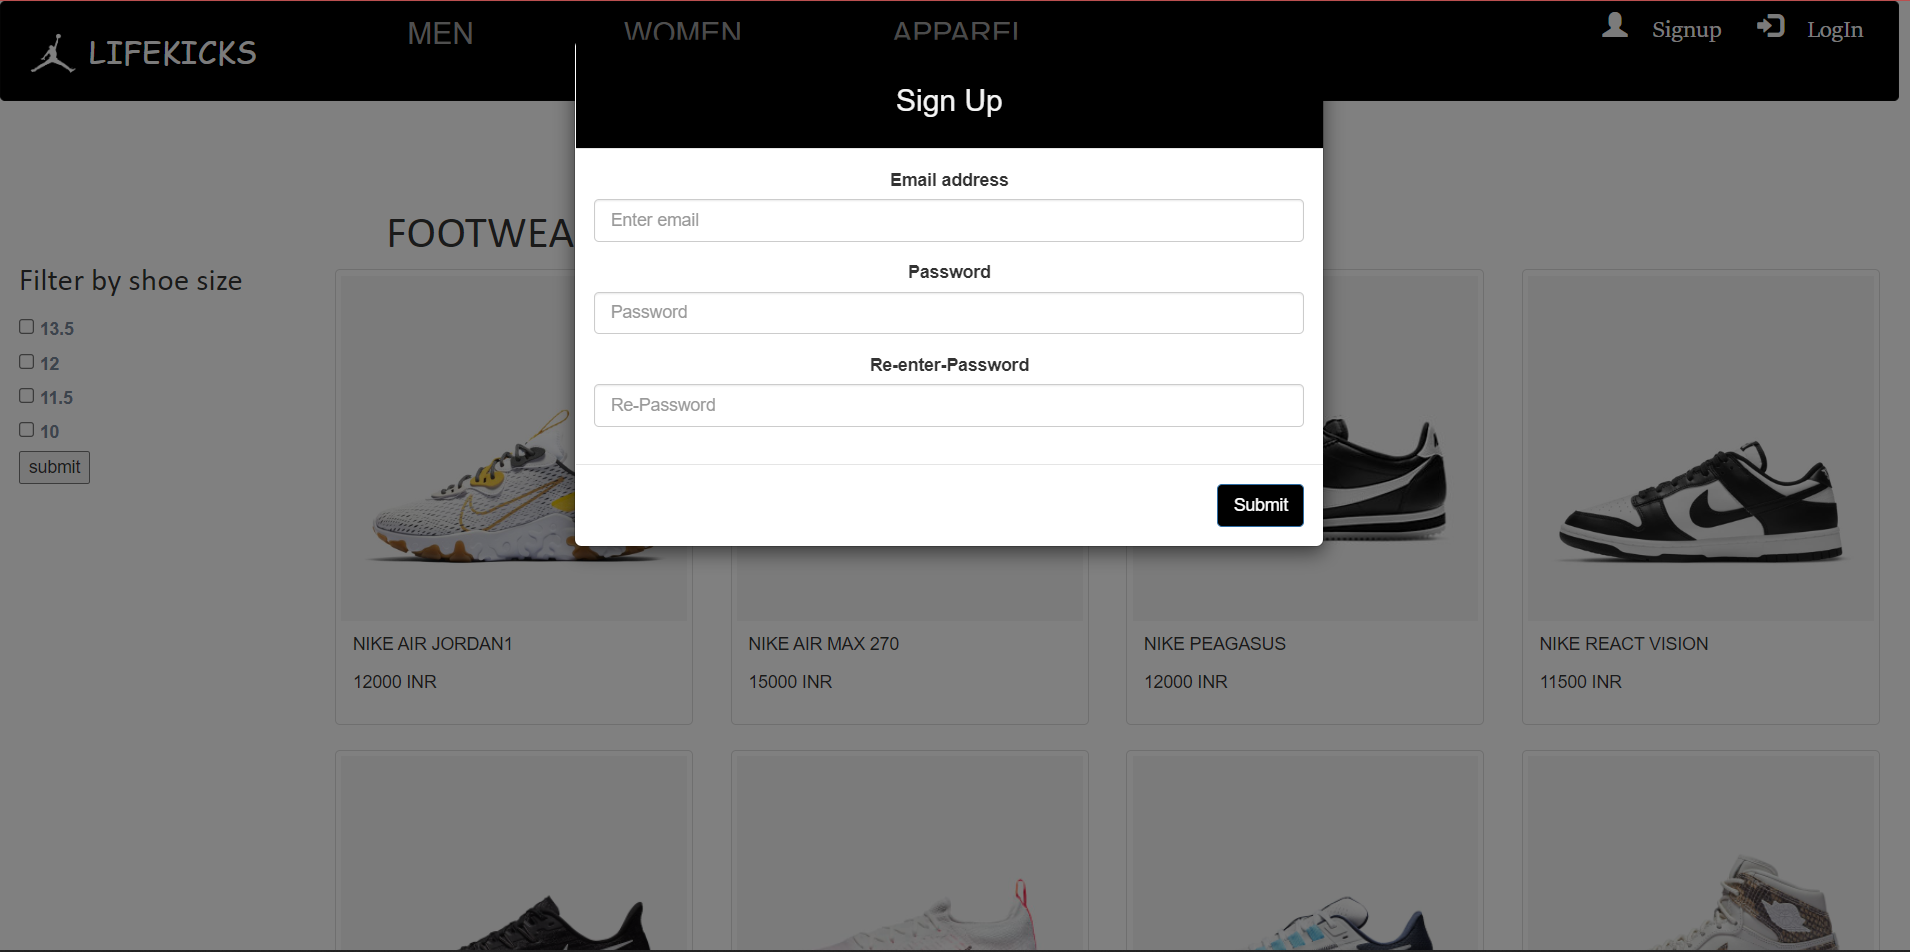 LIFEKICKS
MEN
WOMEN
APPAREL
Signup
LogIn
Sign Up
Email address
Enter email
Password
Password
Re-enter-Password
Re-Password
Submit
FOOTWEA
Filter by shoe size
13.5
12
11.5
10
submit
NIKE AIR JORDAN1
12000 INR
NIKE AIR MAX 270
15000 INR
NIKE PEAGASUS
12000 INR
NIKE REACT VISION
11500 INR